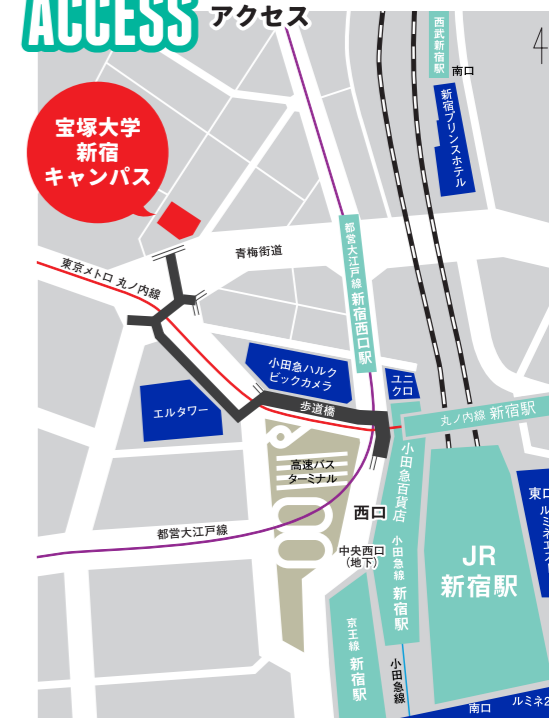 ACCESS アクセス
西武新宿駅
南口
新宿プリンスホテル
4
宝塚大学
新宿
キャンパス
青梅街道
東京メトロ 丸ノ内線
都営大江戸線 新宿西口駅
小田急ハルク
ビックカメラ
ユニ
クロ
エルタワー
歩道橋
丸ノ内線 新宿駅
高速バス
ターミナル
小田急百貨店
西口
東口
都営大江戸線
中央西口
(地下)
小田急線 新宿駅
JR
新宿駅
京王線 新宿駅
小田急線
南口
ルミネ2